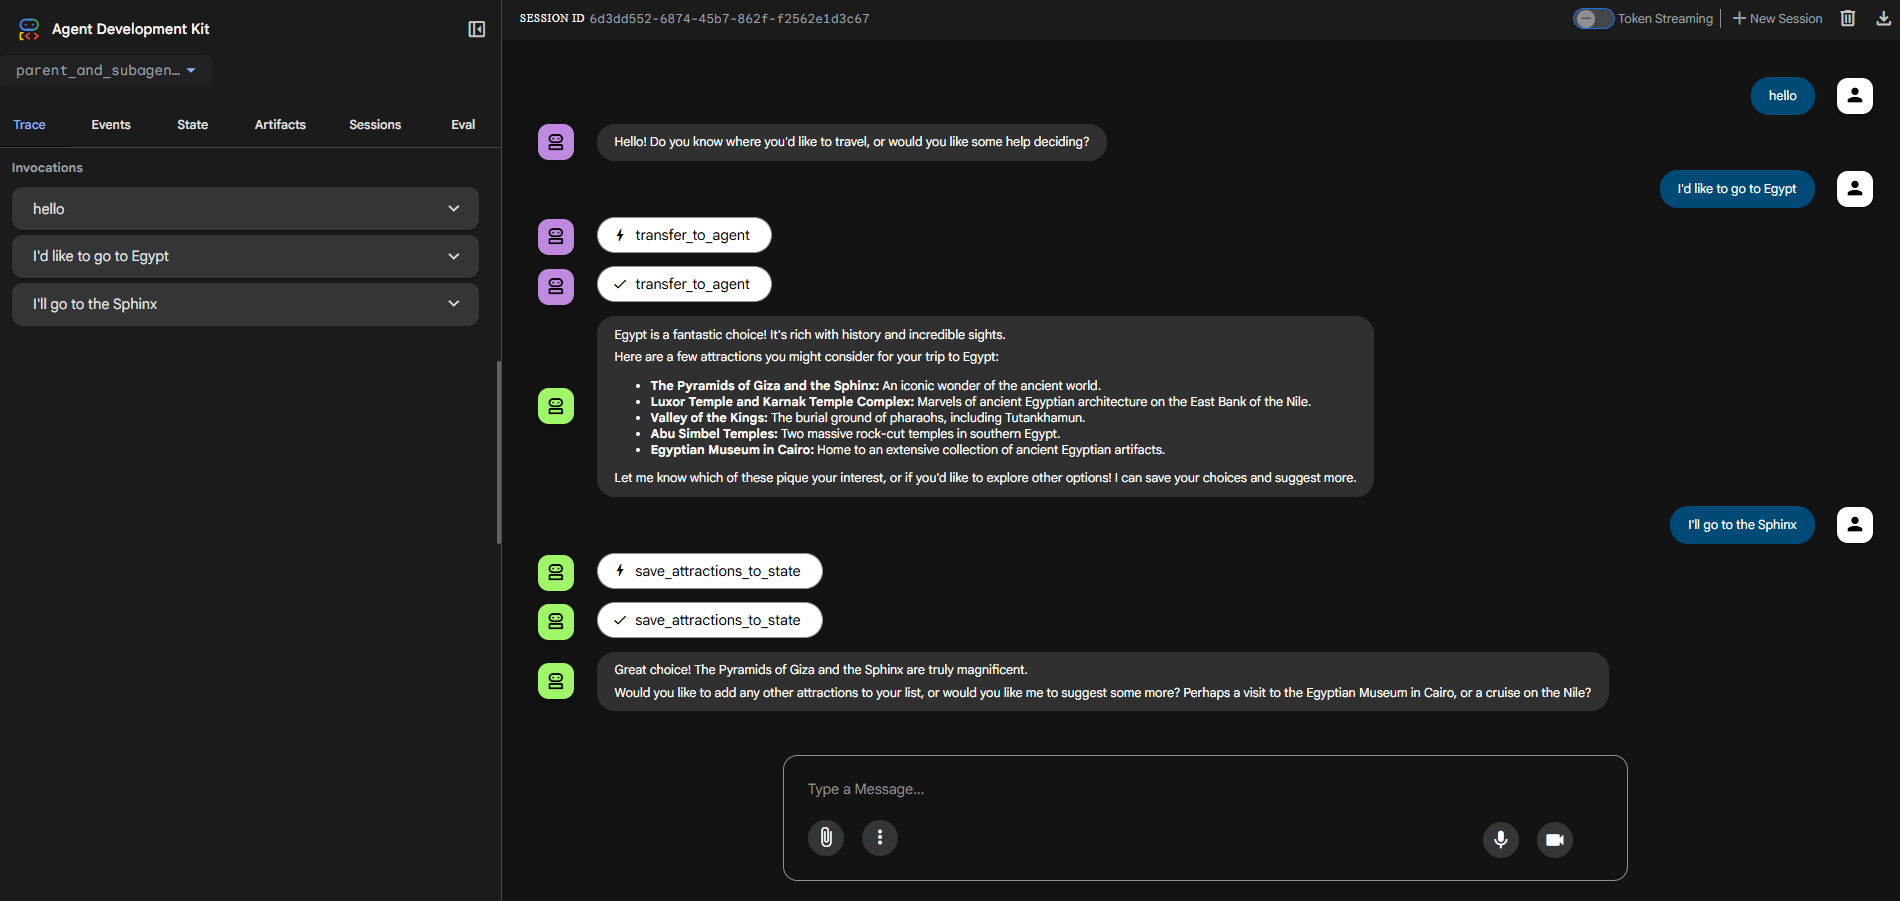 Agent Development Kit
parent_and_subagen...
Trace Events State Artifacts Sessions Eval
Invocations
hello
I'd like to go to Egypt
I'll go to the Sphinx
SESSION ID 6d3dd552-6874-45b7-862f-f2562e1d3c67
Token Streaming
New Session
hello
Hello! Do you know where you'd like to travel, or would you like some help deciding?
I'd like to go to Egypt
transfer_to_agent
transfer_to_agent
Egypt is a fantastic choice! It's rich with history and incredible sights.
Here are a few attractions you might consider for your trip to Egypt:
• The Pyramids of Giza and the Sphinx: An iconic wonder of the ancient world.
• Luxor Temple and Karnak Temple Complex: Marvels of ancient Egyptian architecture on the East Bank of the Nile.
• Valley of the Kings: The burial ground of pharaohs, including Tutankhamun.
• Abu Simbel Temples: Two massive rock-cut temples in southern Egypt.
• Egyptian Museum in Cairo: Home to an extensive collection of ancient Egyptian artifacts.
Let me know which of these pique your interest, or if you'd like to explore other options! I can save your choices and suggest more.
I'll go to the Sphinx
save_attractions_to_state
save_attractions_to_state
Great choice! The Pyramids of Giza and the Sphinx are truly magnificent.
Would you like to add any other attractions to your list, or would you like me to suggest some more? Perhaps a visit to the Egyptian Museum in Cairo, or a cruise on the Nile?
Type a Message...